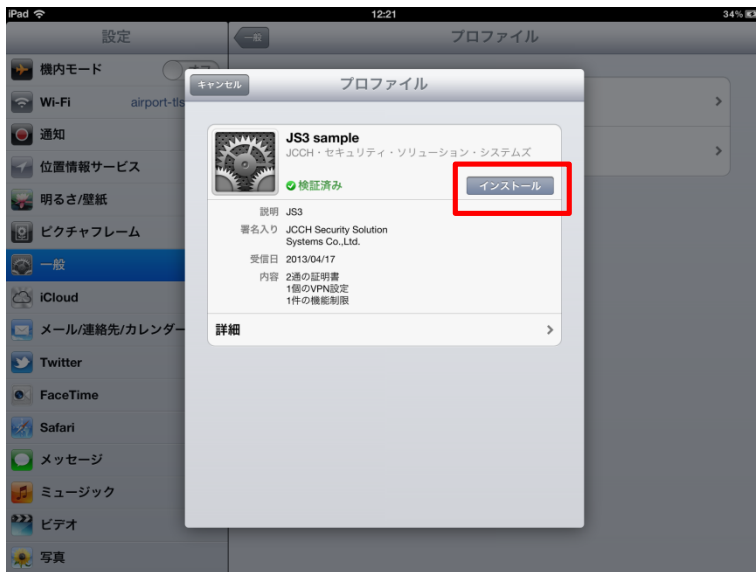 iPad
12:21
34%
設定
一般
プロファイル
機内モード
オフ
Wi-Fi airport-tls
通知
位置情報サービス
明るさ/壁紙
ピクチャフレーム
一般
iCloud
メール/連絡先/カレンダー
Twitter
FaceTime
Safari
メッセージ
ミュージック
ビデオ
写真
キャンセル
プロファイル
JS3 sample
JCCH・セキュリティ・ソリューション・システムズ
検証済み
インストール
説明 JS3
署名入り JCCH Security Solution
Systems Co.,Ltd.
受信日 2013/04/17
内容 2通の証明書
1個のVPN設定
1件の機能制限
詳細